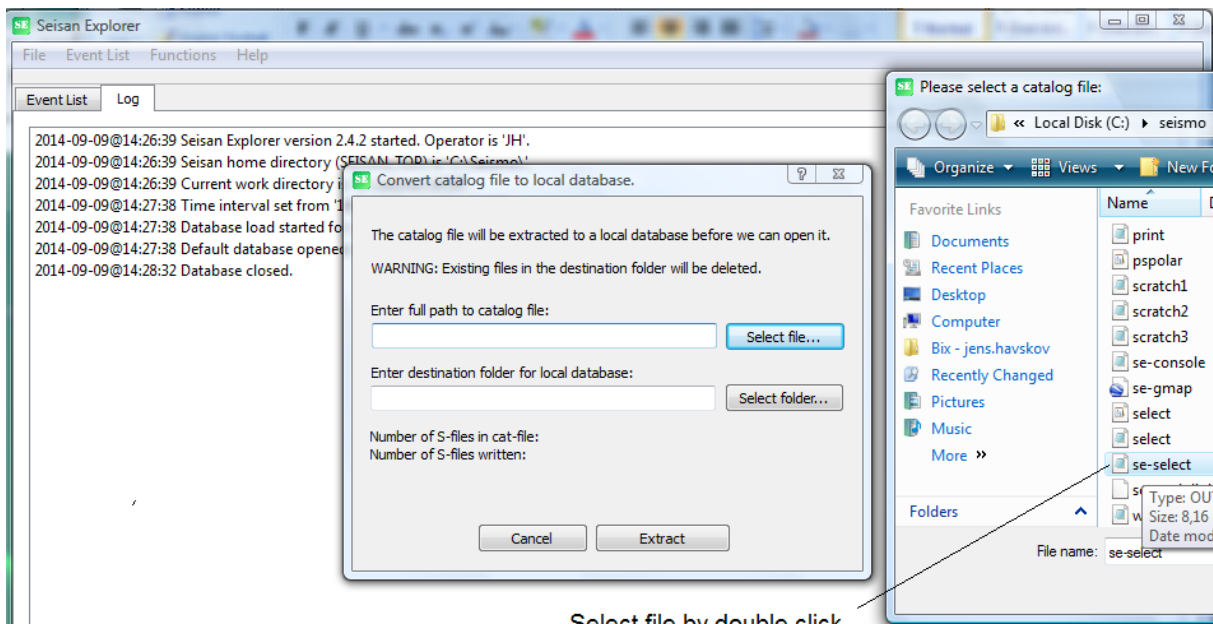 Seisan Explorer
File Event List Functions Help
Event List Log
2014-09-09@14:26:39 Seisan Explorer version 2.4.2 started. Operator is 'JH'.
2014-09-09@14:26:39 Seisan home directory (SEISAN_TOP) is 'C:\Seismo\'
2014-09-09@14:26:39 Current work directory
2014-09-09@14:27:38 Time interval set from
2014-09-09@14:27:38 Database load started
2014-09-09@14:27:38 Default database opened
2014-09-09@14:28:32 Database closed.
Convert catalog file to local database.
The catalog file will be extracted to a local database before we can open it.
WARNING: Existing files in the destination folder will be deleted.
Enter full path to catalog file:
Select file...
Enter destination folder for local database:
Select folder...
Number of S-files in cat-file:
Number of S-files written:
Cancel Extract
Please select a catalog file:
« Local Disk (C:) seismo
Organize Views New
Favorite Links
Documents
Recent Places
Desktop
Computer
Bix - jens.havskov
Recently Changed
Pictures
Music
More »
Folders
Name
print
pspolar
scratch1
scratch2
scratch3
se-console
se-gmap
select
select
se-select
Type: OU
Size: 8,16
Date mod
File name: se-select
Select file by double click